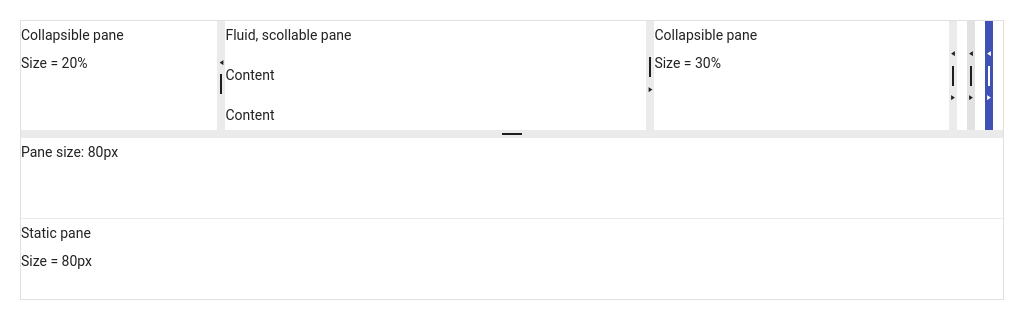 Collapsible pane
Size = 20%
Fluid, scollable pane
Content
Content
Collapsible pane
Size = 30%
Pane size: 80px
Static pane
Size = 80px